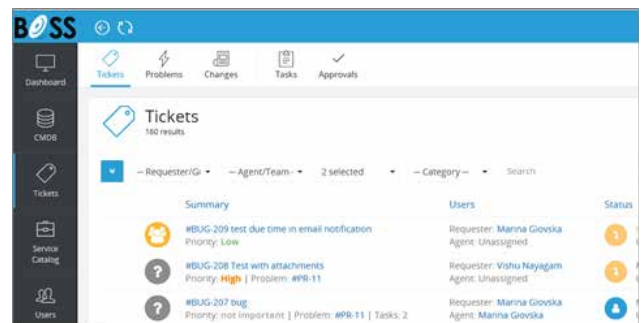 BOSS
Dashboard
CMDB
Tickets
Service
Catalog
Users
Tickets Problems Changes Tasks Approvals
Tickets
160 results
-- Requester/G -- Agent/Team- 2 selected -- Category -- Search
Summary Users Status
#BUG-209 test due time in email notification Requester: Marina Giovska
Priority: Low Agent: Unassigned
#BUG-208 Test with attachments Requester: Vishu Nayagam
Priority: High | Problem: #PR-11 Agent: Unassigned
#BUG-207 bug Requester: Marina Giovska
Priority: not important | Problem: #PR-11 | Tasks: 2 Agent: Marina Giovska